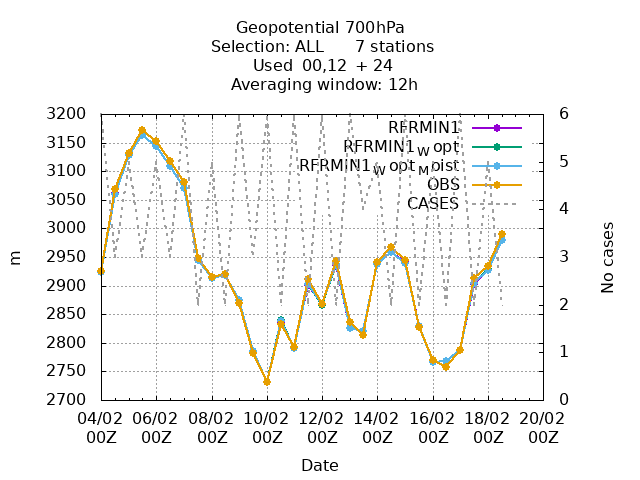 Geopotential 700hPa
Selection: ALL 7 stations
Used 00,12 + 24
Averaging window: 12h
3200
3150
3100
3050
3000
2950
2900
2850
2800
2750
2700
m
6
5
4
3
2
1
0
No cases
RFRMIN1
RFRMIN1_W opt
RFRMIN1_W opt_M oist
OBS
CASES
04/02 06/02 08/02 10/02 12/02 14/02 16/02 18/02 20/02
00Z 00Z 00Z 00Z 00Z 00Z 00Z 00Z 00Z
Date